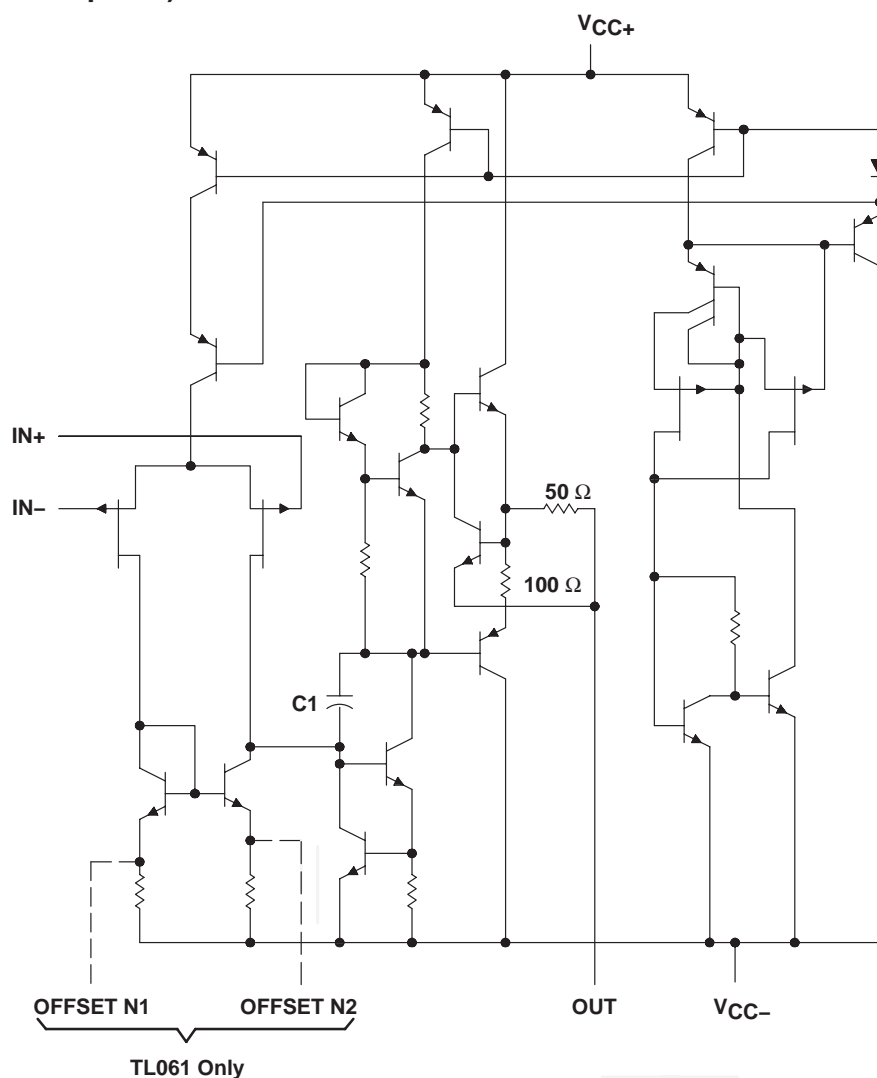 VCC+
IN+
IN–
50 Ω
100 Ω
C1
OFFSET N1
OFFSET N2
OUT
VCC–
TL061 Only